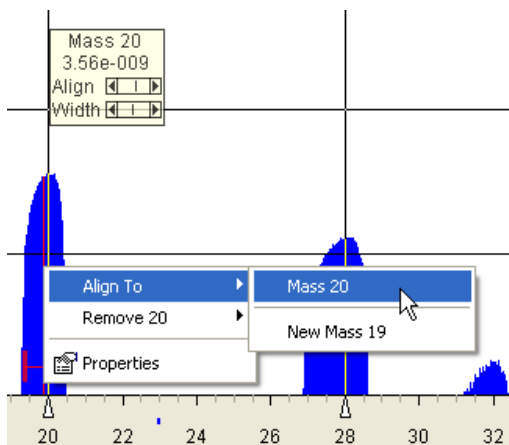 Mass 20
3.56e-009
Align
Width
Align To
Mass 20
Remove 20
New Mass 19
Properties
20 22 24 26 28 30 32